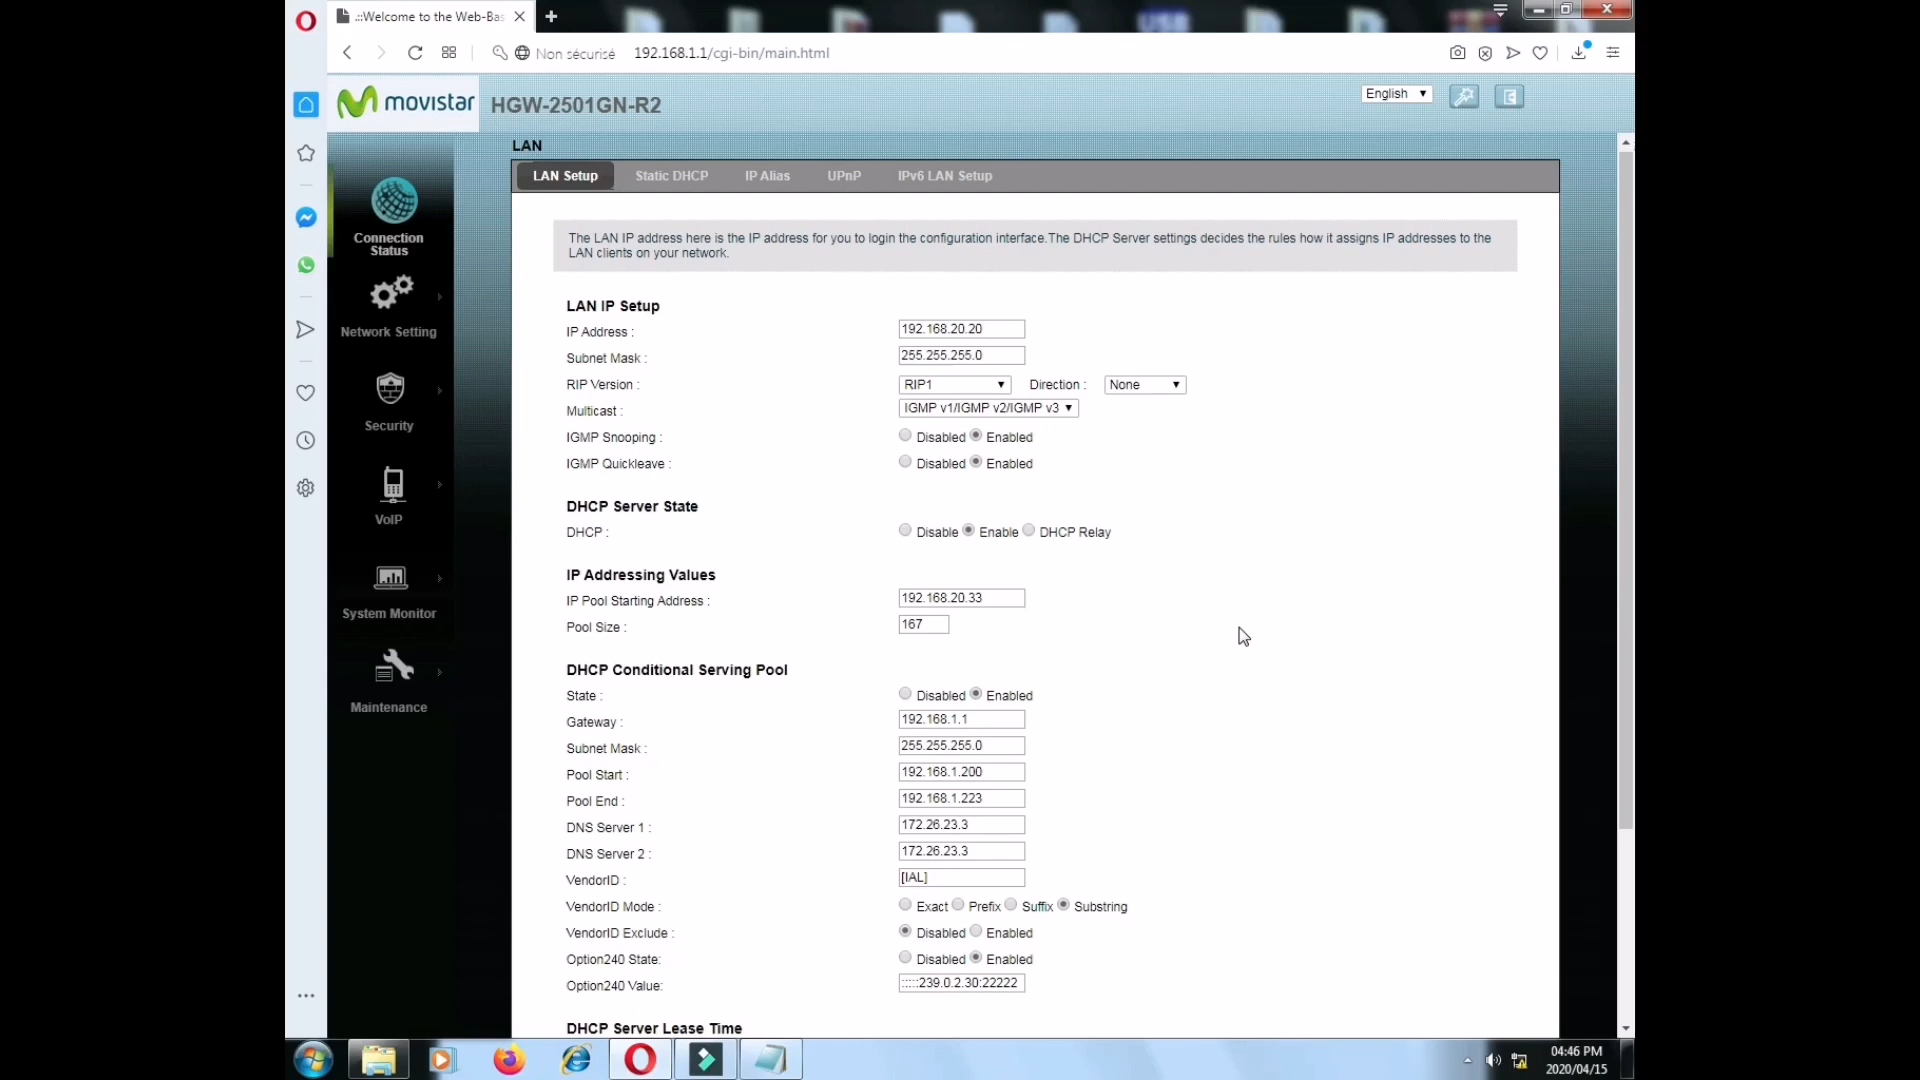 .::Welcome to the Web-Bas
Non sécurisé 192.168.1.1/cgi-bin/main.html
movistar HGW-2501GN-R2 English
LAN
LAN Setup Static DHCP IP Alias UPnP IPv6 LAN Setup
The LAN IP address here is the IP address for you to login the configuration interface.The DHCP Server settings decides the rules how it assigns IP addresses to the
LAN clients on your network.
Connection
Status
Network Setting
Security
VoIP
System Monitor
Maintenance
LAN IP Setup
IP Address : 192.168.20.20
Subnet Mask : 255.255.255.0
RIP Version : RIP1 Direction : None
Multicast : IGMP v1/IGMP v2/IGMP v3
IGMP Snooping : Disabled Enabled
IGMP Quickleave : Disabled Enabled
DHCP Server State
DHCP : Disable Enable DHCP Relay
IP Addressing Values
IP Pool Starting Address : 192.168.20.33
Pool Size : 167
DHCP Conditional Serving Pool
State : Disabled Enabled
Gateway : 192.168.1.1
Subnet Mask : 255.255.255.0
Pool Start : 192.168.1.200
Pool End : 192.168.1.223
DNS Server 1 : 172.26.23.3
DNS Server 2 : 172.26.23.3
VendorID : [IAL]
VendorID Mode : Exact Prefix Suffix Substring
VendorID Exclude : Disabled Enabled
Option240 State: Disabled Enabled
Option240 Value: :::::239.0.2.30:22222
DHCP Server Lease Time
04:46 PM
2020/04/15